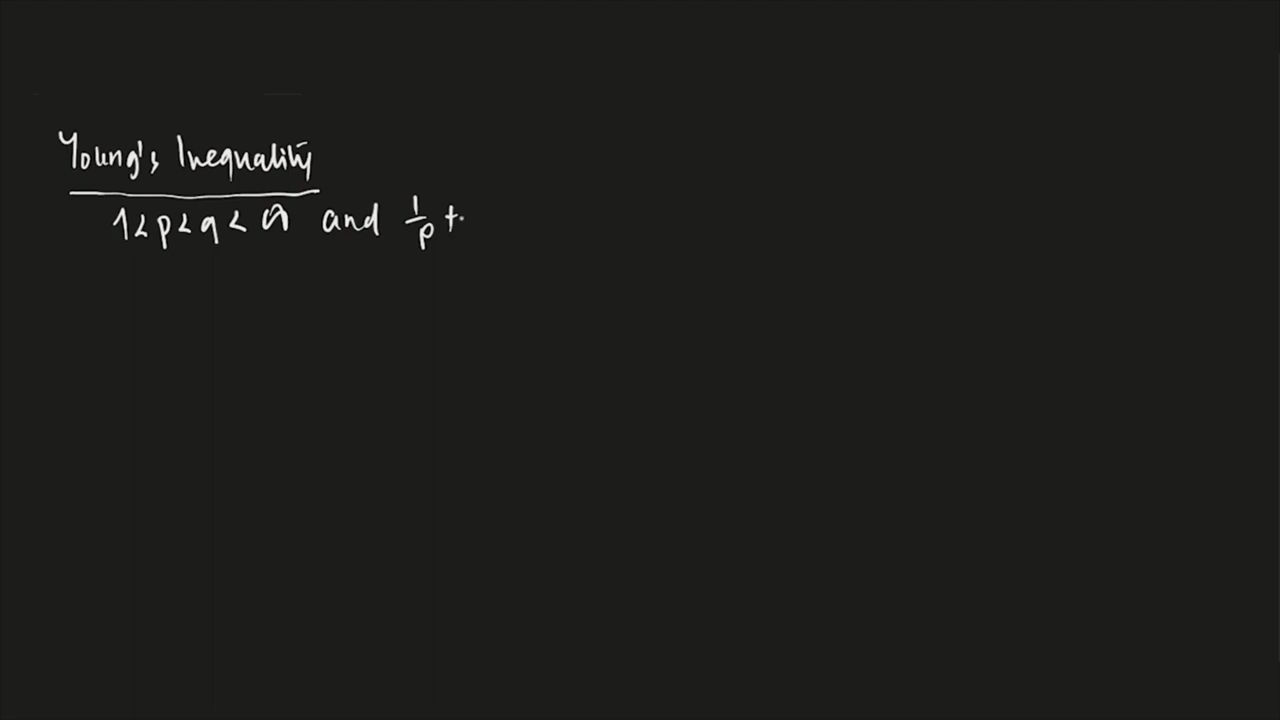 Young's Inequality
1 < p < q < ∞ and 1/p +